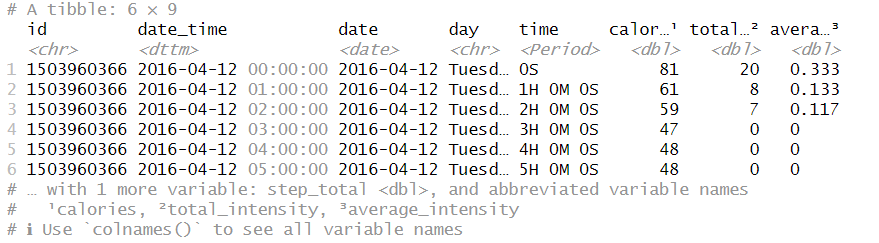 # A tibble: 6 × 9
id date_time date day time calor…¹ total…² avera…³
<chr> <dttm> <date> <chr> <Period> <dbl> <dbl> <dbl>
1 1503960366 2016-04-12 00:00:00 2016-04-12 Tuesd… 0S 81 20 0.333
2 1503960366 2016-04-12 01:00:00 2016-04-12 Tuesd… 1H 0M 0S 61 8 0.133
3 1503960366 2016-04-12 02:00:00 2016-04-12 Tuesd… 2H 0M 0S 59 7 0.117
4 1503960366 2016-04-12 03:00:00 2016-04-12 Tuesd… 3H 0M 0S 47 0 0
5 1503960366 2016-04-12 04:00:00 2016-04-12 Tuesd… 4H 0M 0S 48 0 0
6 1503960366 2016-04-12 05:00:00 2016-04-12 Tuesd… 5H 0M 0S 48 0 0
# … with 1 more variable: step_total <dbl>, and abbreviated variable names
# ¹calories, ²total_intensity, ³average_intensity
# ℹ Use `colnames()` to see all variable names